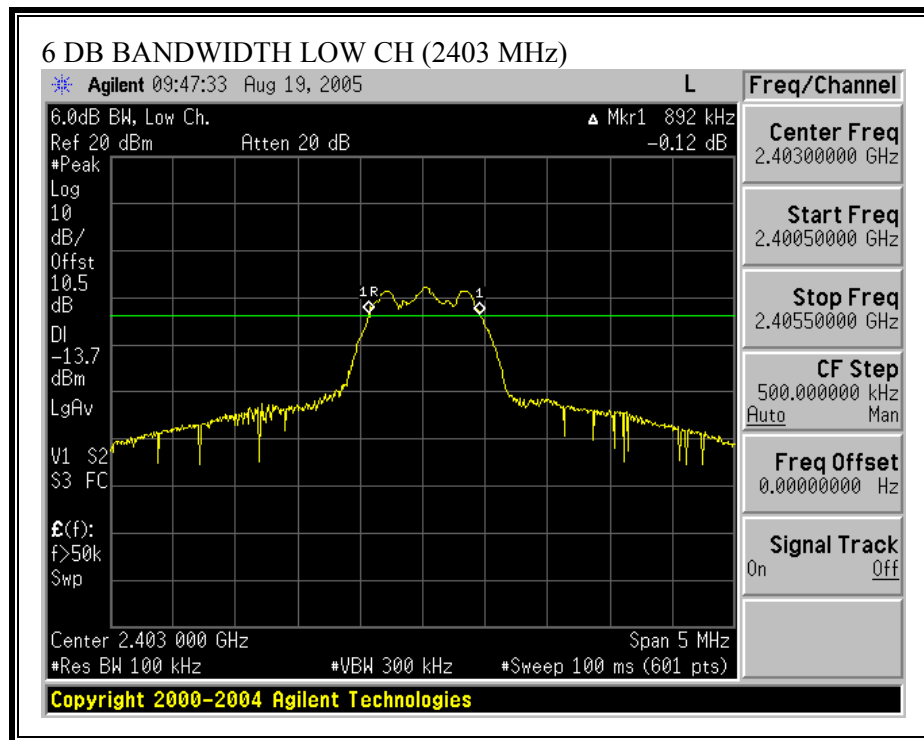 6 DB BANDWIDTH LOW CH (2403 MHz)
Agilent 09:47:33 Aug 19, 2005 L
6.0dB BW, Low Ch. Δ Mkr1 892 kHz
Ref 20 dBm Atten 20 dB -0.12 dB
#Peak
Log
10
dB/
Offst
10.5
dB
DI
-13.7
dBm
LgAv
V1 S2
S3 FC
£(f):
f>50k
Swp
1R
1
Center 2.403 000 GHz Span 5 MHz
#Res BW 100 kHz #VBW 300 kHz #Sweep 100 ms (601 pts)
Freq/Channel
Center Freq
2.40300000 GHz
Start Freq
2.40050000 GHz
Stop Freq
2.40550000 GHz
CF Step
500.000000 kHz
Auto Man
Freq Offset
0.00000000 Hz
Signal Track
On Off
Copyright 2000-2004 Agilent Technologies